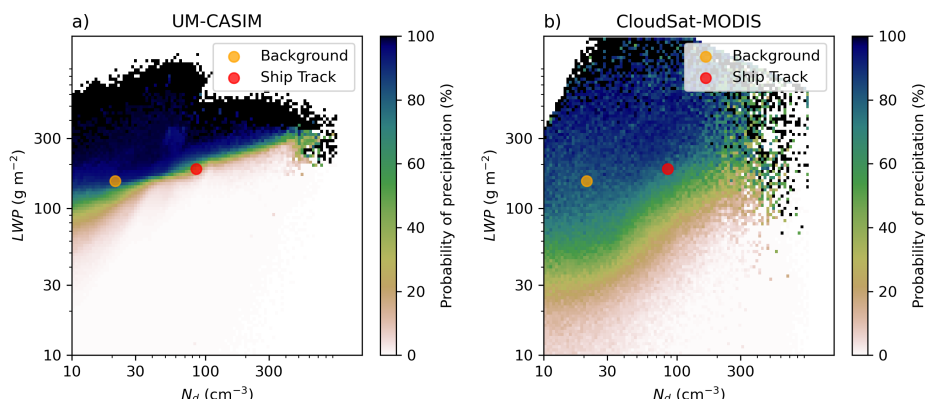 a) UM-CASIM
Background
Ship Track
300
100
30
10
LWP (g m⁻²)
10 30 100 300
N_d (cm⁻³)
100
80
60
40
20
0
Probability of precipitation (%)
b) CloudSat-MODIS
Background
Ship Track
300
100
30
10
LWP (g m⁻²)
10 30 100 300
N_d (cm⁻³)
100
80
60
40
20
0
Probability of precipitation (%)